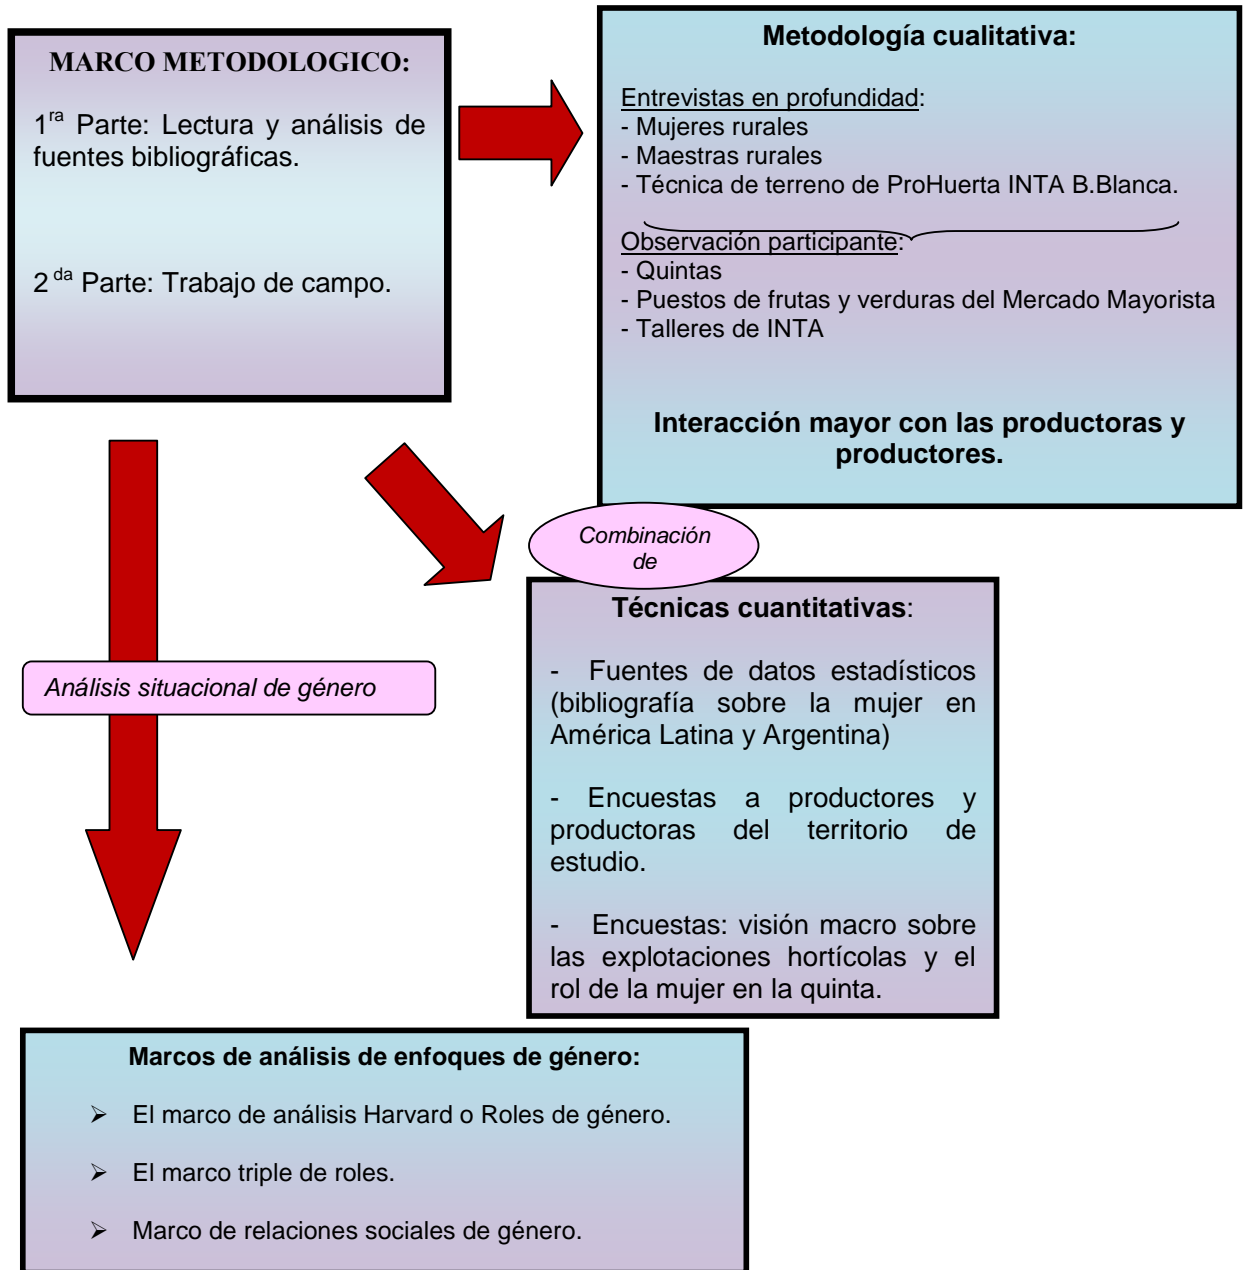 MARCO METODOLOGICO:
1ra Parte: Lectura y análisis de
fuentes bibliográficas.
2 da Parte: Trabajo de campo.
Metodología cualitativa:
Entrevistas en profundidad:
- Mujeres rurales
- Maestras rurales
- Técnica de terreno de ProHuerta INTA B.Blanca.
Observación participante:
- Quintas
- Puestos de frutas y verduras del Mercado Mayorista
- Talleres de INTA
Interacción mayor con las productoras y
productores.
Combinación
de
Técnicas cuantitativas:
- Fuentes de datos estadísticos
(bibliografía sobre la mujer en
América Latina y Argentina)
- Encuestas a productores y
productoras del territorio de
estudio.
- Encuestas: visión macro sobre
las explotaciones hortícolas y el
rol de la mujer en la quinta.
Análisis situacional de género
Marcos de análisis de enfoques de género:
➢ El marco de análisis Harvard o Roles de género.
➢ El marco triple de roles.
➢ Marco de relaciones sociales de género.